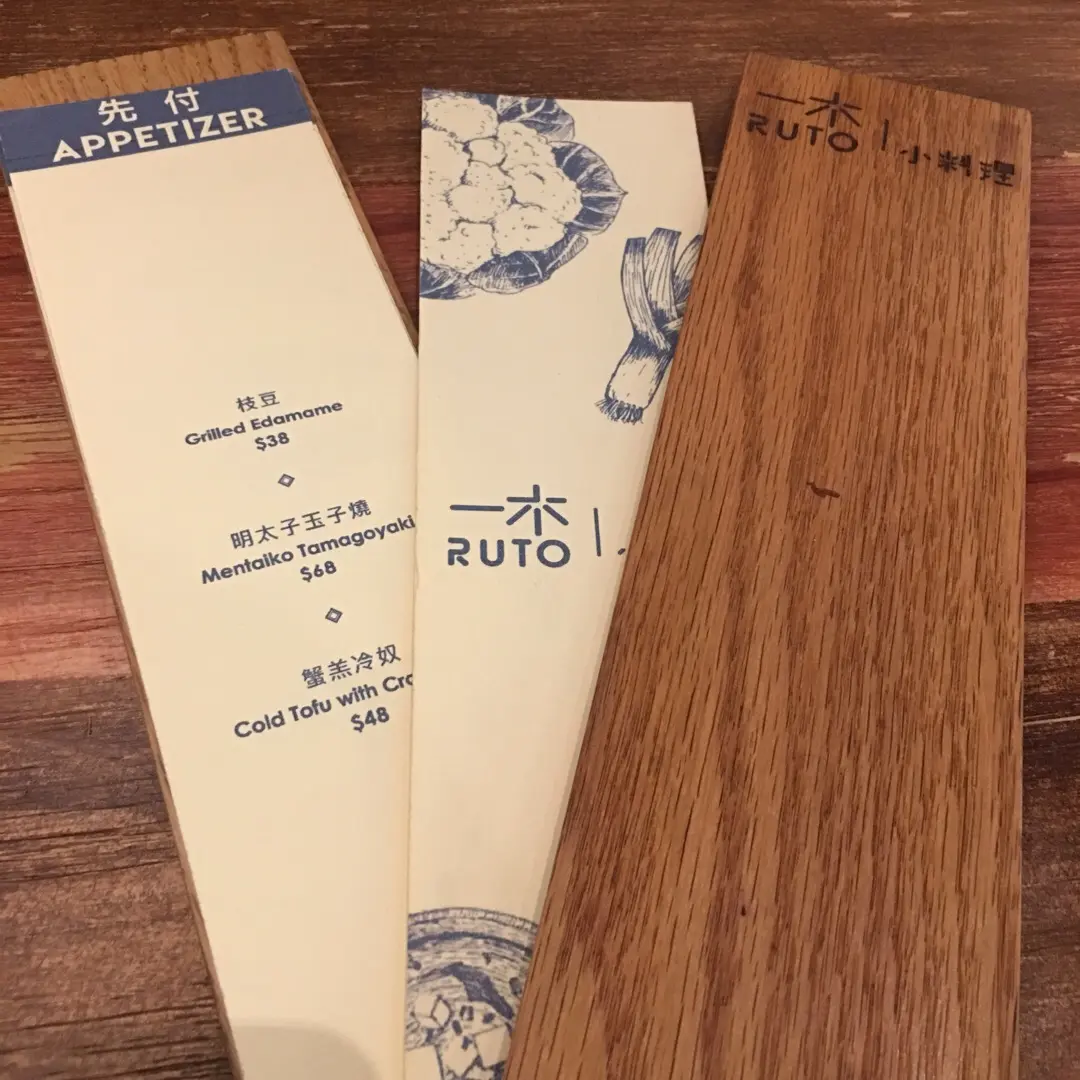 先 付
APPETIZER
枝豆
Grilled Edamame
$38
明太子玉子燒
Mentaiko Tamagoyaki
$68
蟹羔冷奴
Cold Tofu with
$48
一木
RUTO
一木
RUTO | 小料理